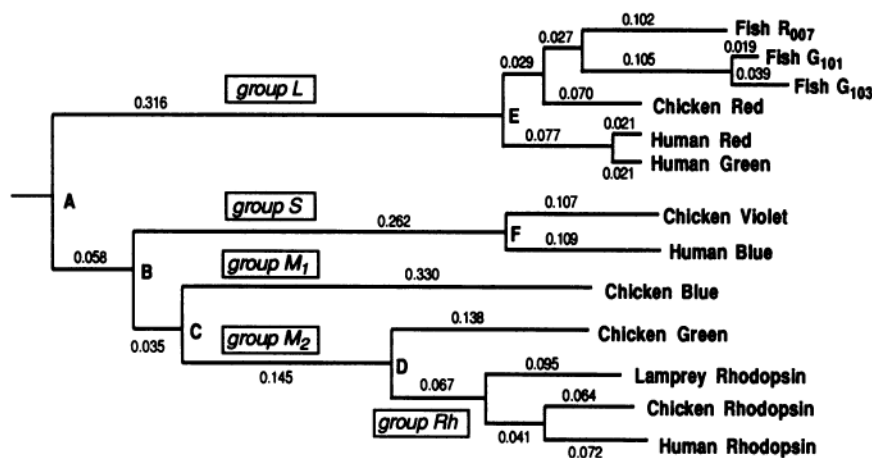 0.102 Fish R007
0.027 0.019 Fish G101
0.029 0.105
0.039 Fish G103
0.316 group L 0.070 Chicken Red
E
0.077 0.021 Human Red
0.021 Human Green
A
group S 0.107 Chicken Violet
0.262
F
0.058 0.109 Human Blue
B
group M1 0.330
Chicken Blue
C
0.138 Chicken Green
0.035 group M2
0.145 D
0.095 Lamprey Rhodopsin
0.067
0.064 Chicken Rhodopsin
group Rh 0.041
0.072 Human Rhodopsin